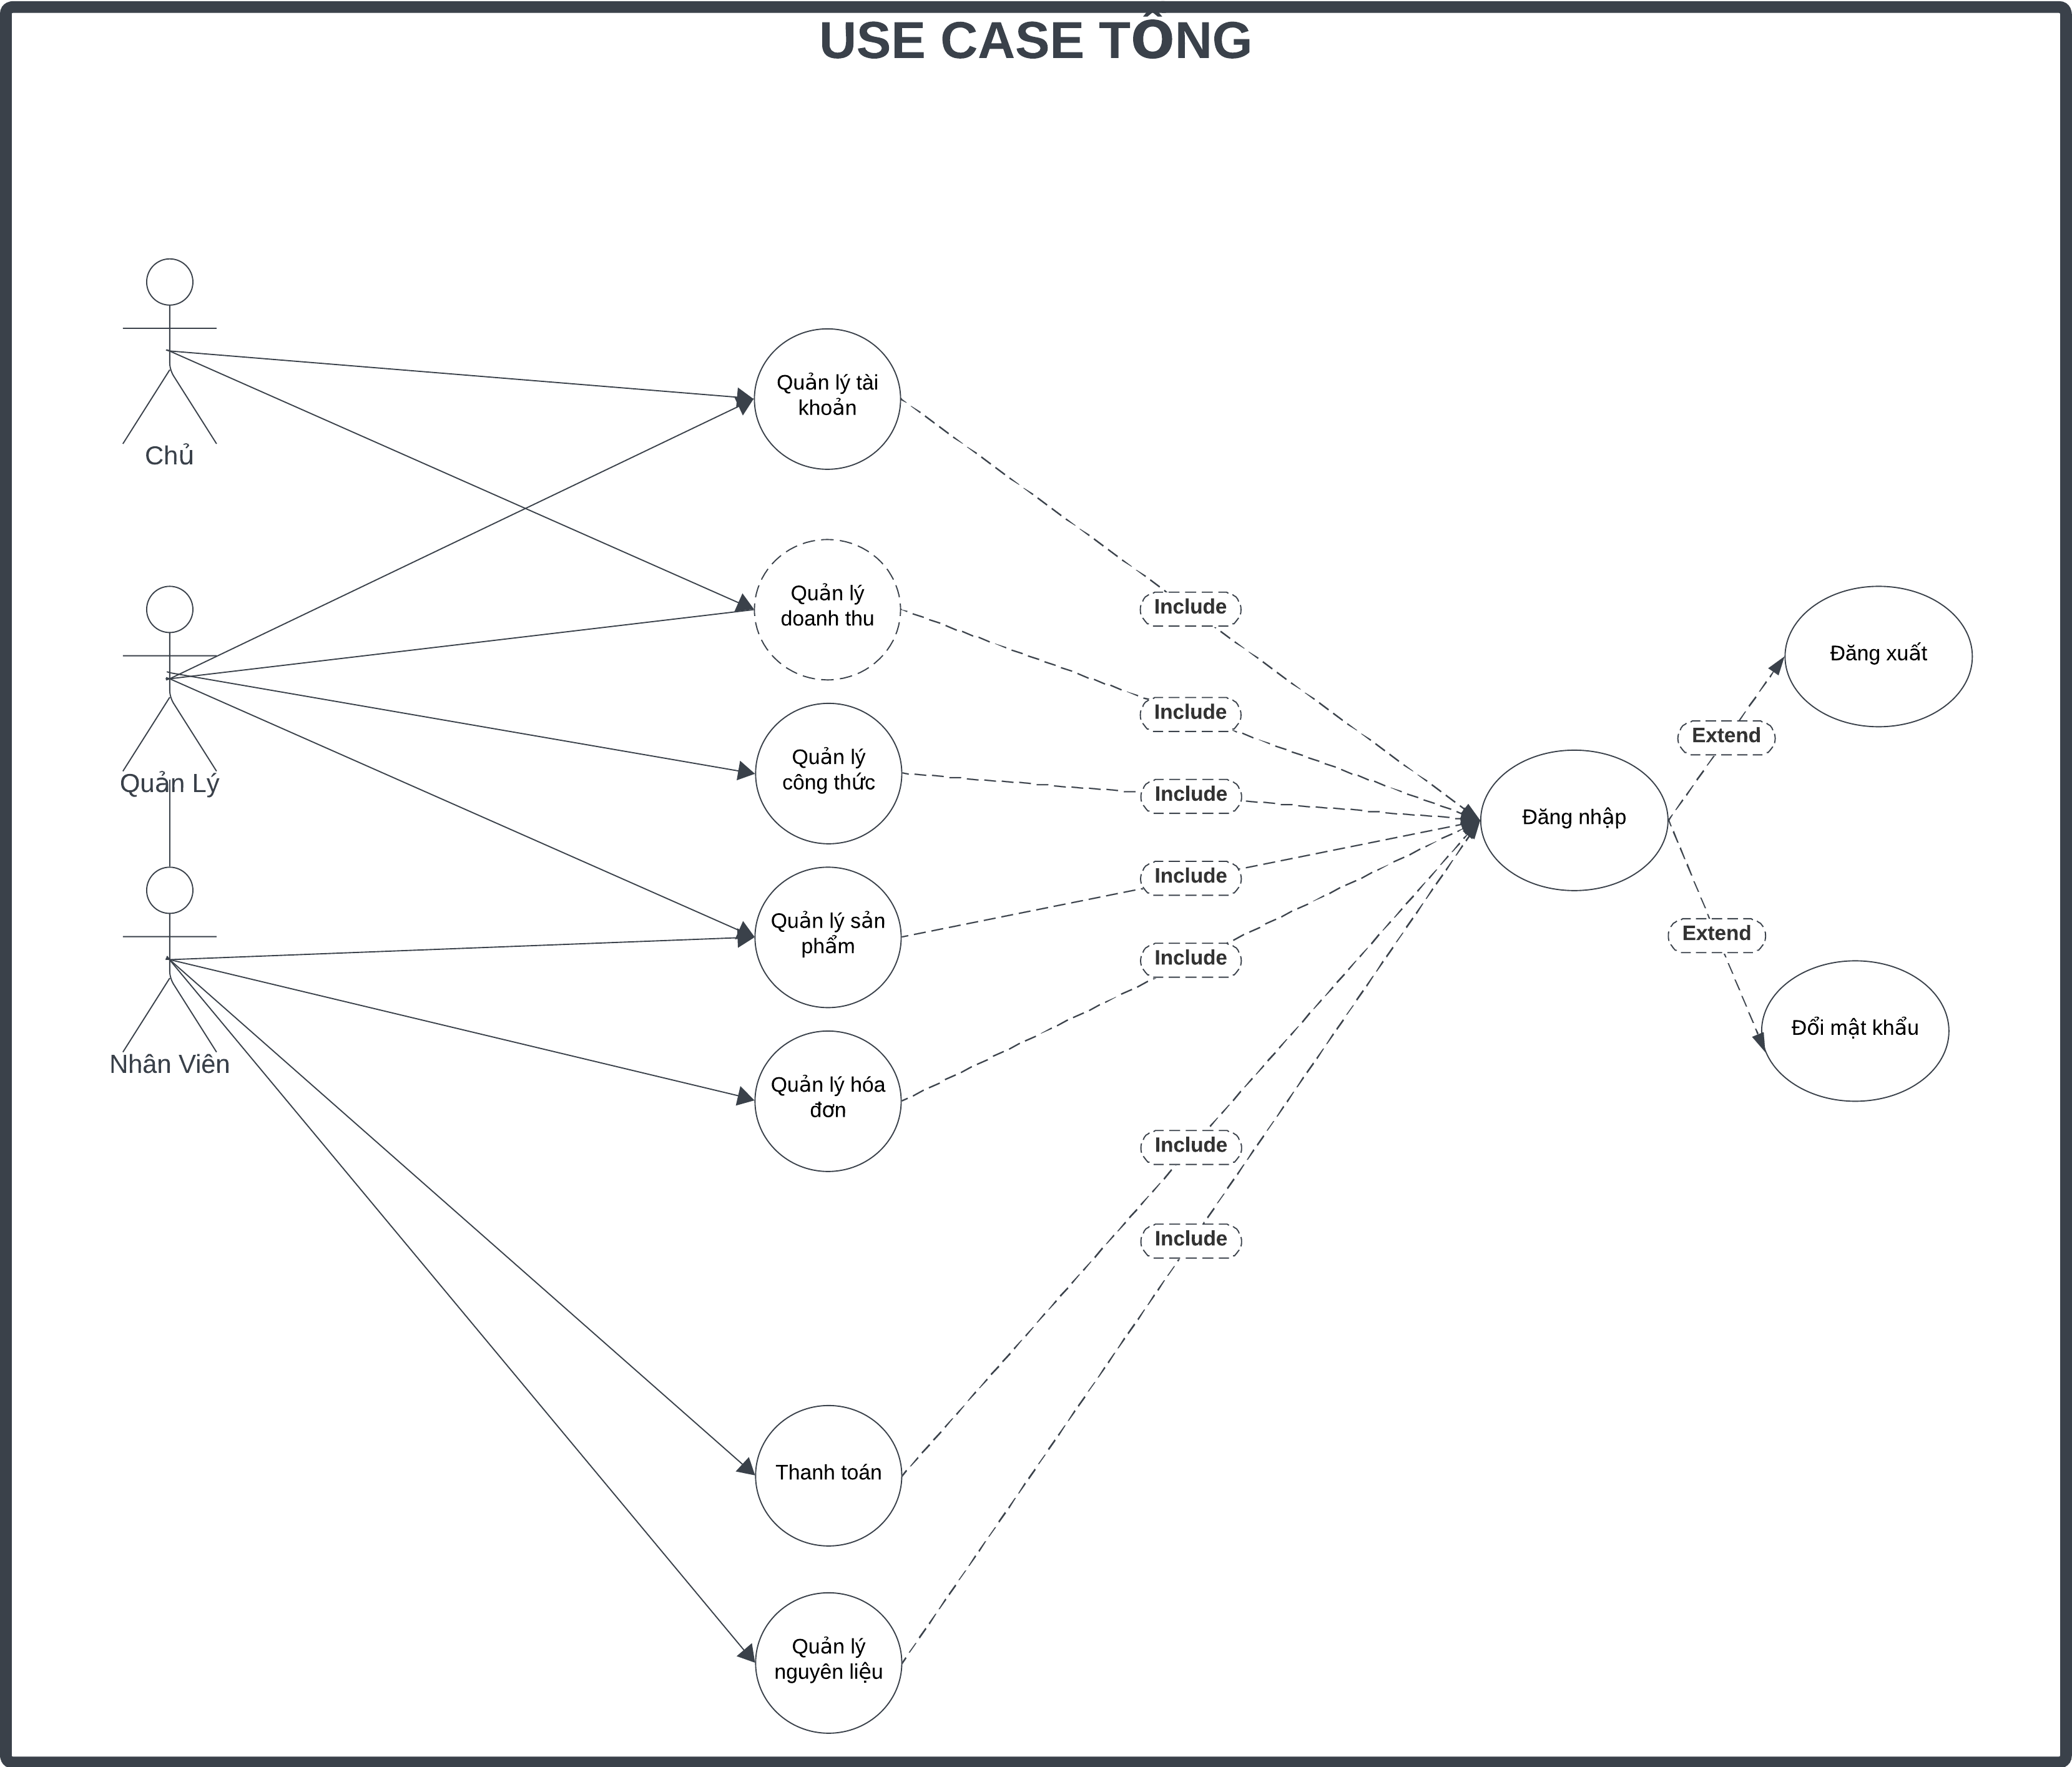 USE CASE TỔNG
Chủ
Quản Lý
Nhân Viên
Quản lý tài
khoản
Quản lý
doanh thu
Quản lý
công thức
Quản lý sản
phẩm
Quản lý hóa
đơn
Thanh toán
Quản lý
nguyên liệu
Include
Include
Include
Include
Include
Include
Include
Đăng nhập
Extend
Extend
Đăng xuất
Đổi mật khẩu